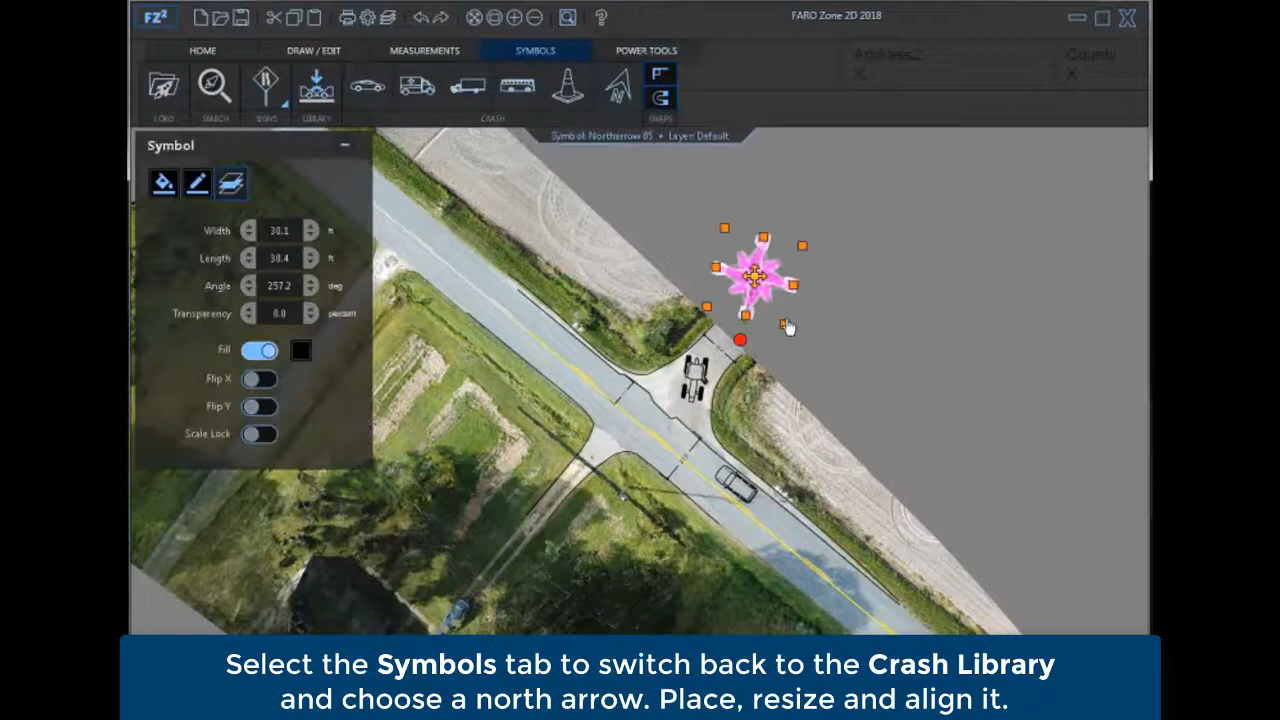 FZ²
FARO Zone 2D 2018
HOME
DRAW / EDIT
MEASUREMENTS
SYMBOLS
POWER TOOLS
Address2
County
X
X
LOAD
SEARCH
SIGNS
LIBRARY
CRASH
SNAPS
Symbol: Northarrow 05 • Layer: Default
Symbol
Width 30.1 ft
Length 30.4 ft
Angle 257.2 deg
Transparency 0.0 percent
Fill
Flip X
Flip Y
Scale Lock
Select the Symbols tab to switch back to the Crash Library
and choose a north arrow. Place, resize and align it.